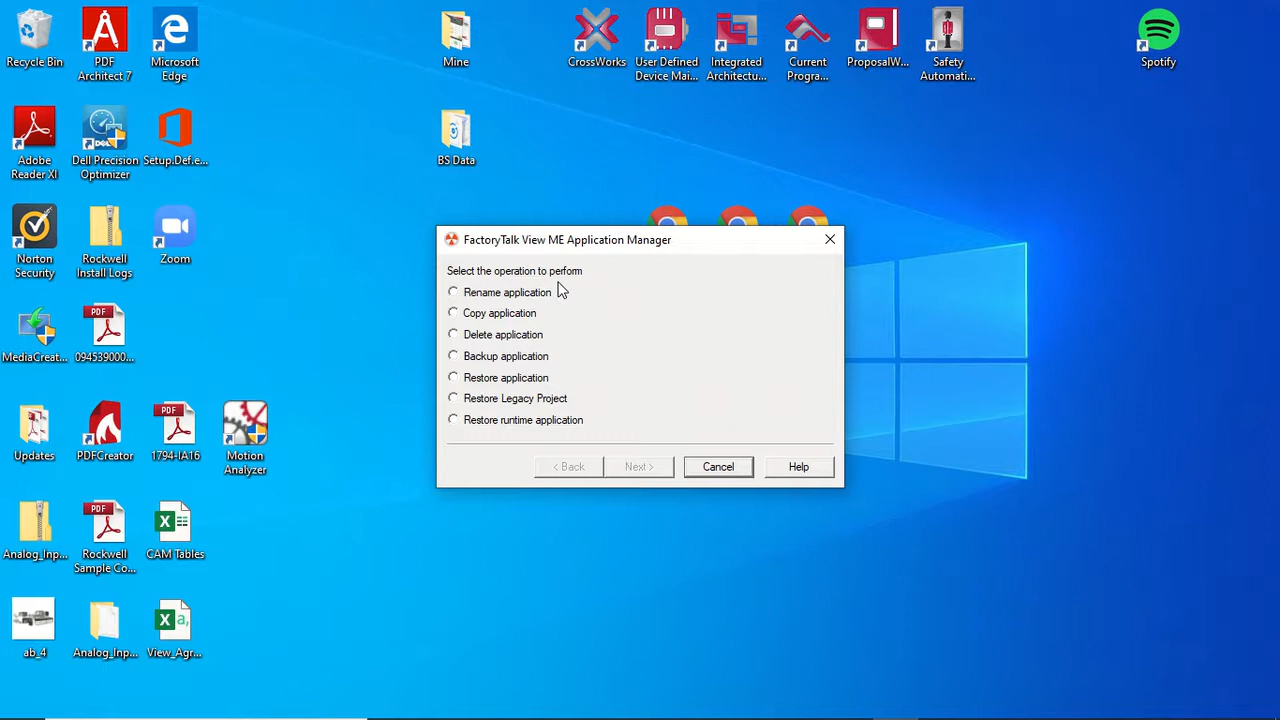 Recycle Bin
PDF
Architect 7
Microsoft
Edge
Mine
CrossWorks
User Defined
Device Mai...
Integrated
Architectu...
Current
Progra...
ProposalW...
Safety
Automati...
Spotify
Adobe
Reader XI
DELL
Dell Precision
Optimizer
Setup.Def.e...
BS Data
Norton
Security
Rockwell
Install Logs
Zoom
MediaCreat...
PDF
094539000...
Updates
PDFCreator
PDF
1794-IA16
Motion
Analyzer
Analog_Inp...
PDF
Rockwell
Sample Co...
CAM Tables
ab_4
Analog_Inp...
View_Agr...
FactoryTalk View ME Application Manager
Select the operation to perform
Rename application
Copy application
Delete application
Backup application
Restore application
Restore Legacy Project
Restore runtime application
< Back
Next >
Cancel
Help